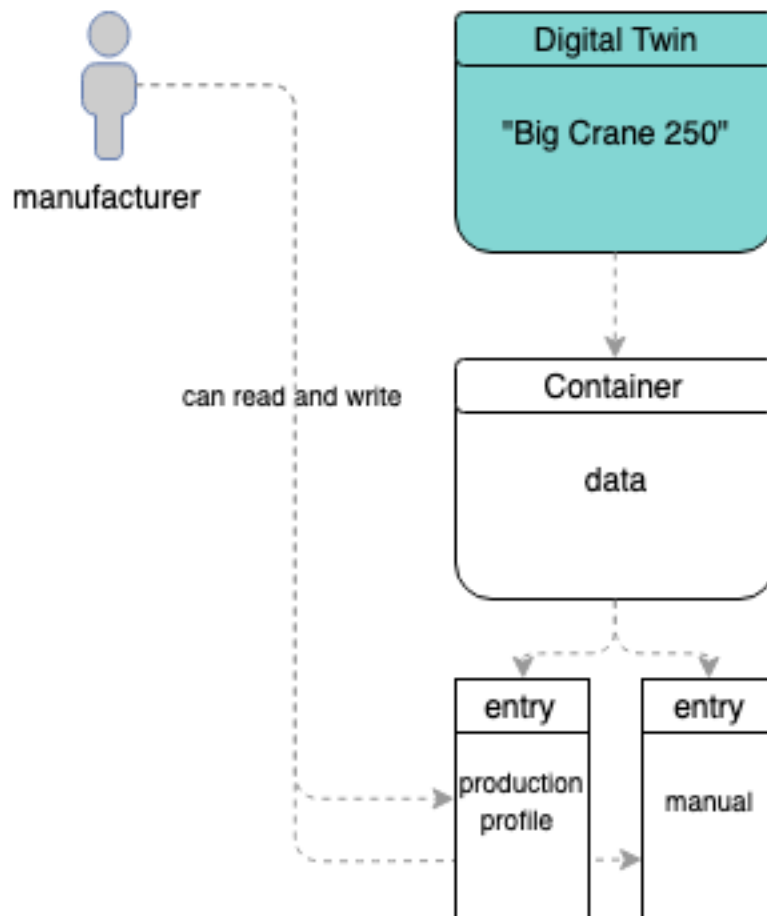 manufacturer
Digital Twin
"Big Crane 250"
can read and write
Container
data
entry
production
profile
entry
manual